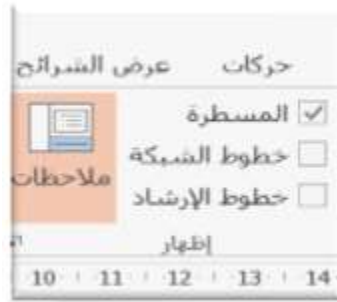 حركات عرض الشرائح
المسطرة
خطوط الشبكة
خطوط الإرشاد
ملاحظات
إظهار
10 11 12 13 14